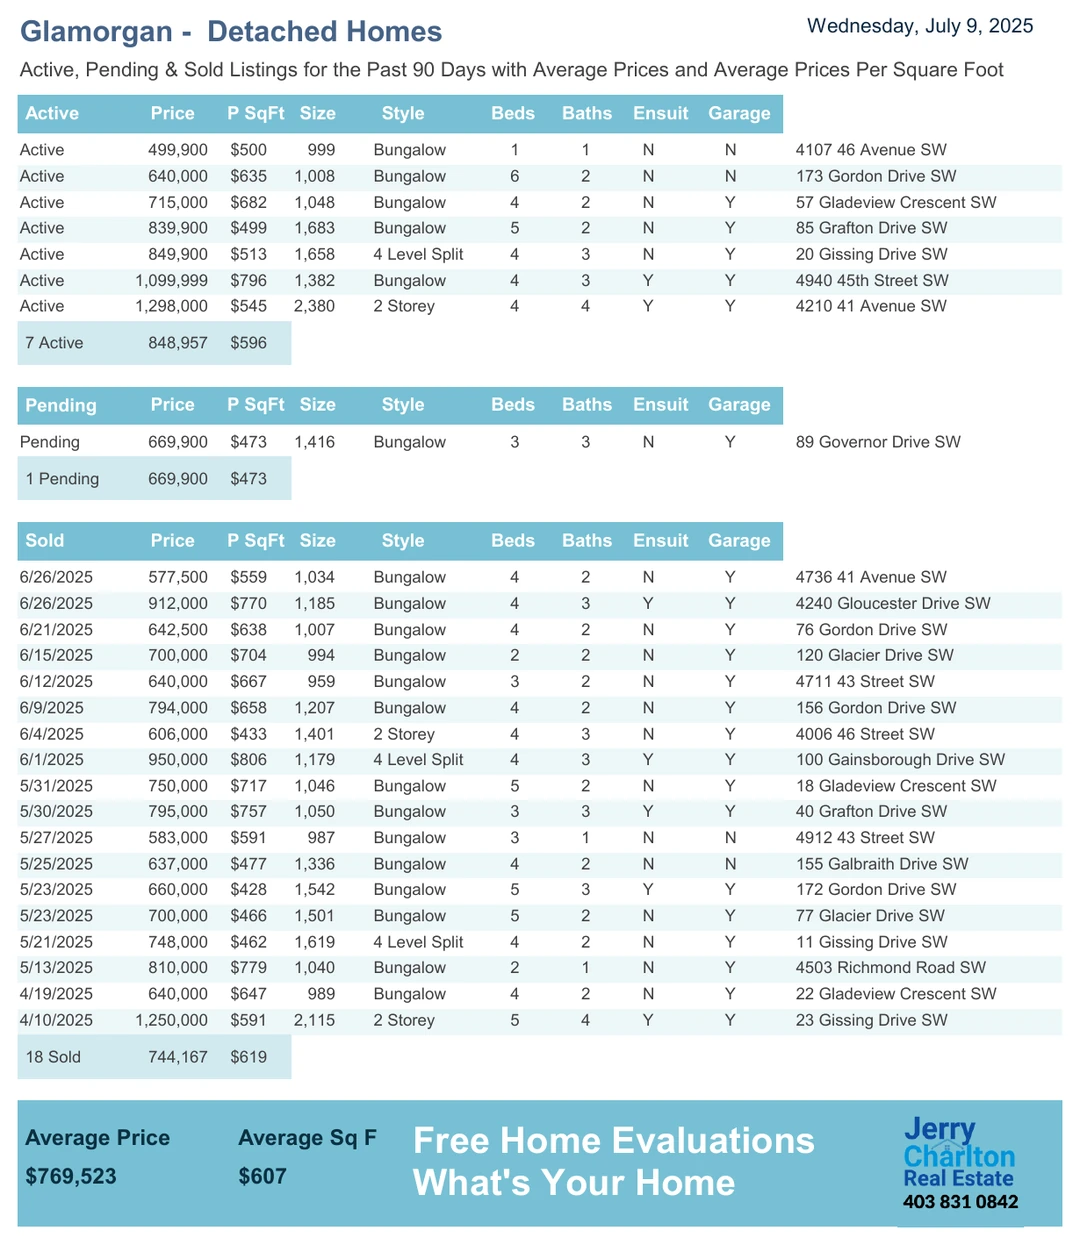 Glamorgan - Detached Homes
Wednesday, July 9, 2025
Active, Pending & Sold Listings for the Past 90 Days with Average Prices and Average Prices Per Square Foot
Active Price P SqFt Size Style Beds Baths Ensuit Garage
Active 499,900 $500 999 Bungalow 1 1 N N 4107 46 Avenue SW
Active 640,000 $635 1,008 Bungalow 6 2 N N 173 Gordon Drive SW
Active 715,000 $682 1,048 Bungalow 4 2 N Y 57 Gladeview Crescent SW
Active 839,900 $499 1,683 Bungalow 5 2 N Y 85 Grafton Drive SW
Active 849,900 $513 1,658 4 Level Split 4 3 N Y 20 Gissing Drive SW
Active 1,099,999 $796 1,382 Bungalow 4 3 Y Y 4940 45th Street SW
Active 1,298,000 $545 2,380 2 Storey 4 4 Y Y 4210 41 Avenue SW
7 Active 848,957 $596
Pending Price P SqFt Size Style Beds Baths Ensuit Garage
Pending 669,900 $473 1,416 Bungalow 3 3 N Y 89 Governor Drive SW
1 Pending 669,900 $473
Sold Price P SqFt Size Style Beds Baths Ensuit Garage
6/26/2025 577,500 $559 1,034 Bungalow 4 2 N Y 4736 41 Avenue SW
6/26/2025 912,000 $770 1,185 Bungalow 4 3 Y Y 4240 Gloucester Drive SW
6/21/2025 642,500 $638 1,007 Bungalow 4 2 N Y 76 Gordon Drive SW
6/15/2025 700,000 $704 994 Bungalow 2 2 N Y 120 Glacier Drive SW
6/12/2025 640,000 $667 959 Bungalow 3 2 N Y 4711 43 Street SW
6/9/2025 794,000 $658 1,207 Bungalow 4 2 N Y 156 Gordon Drive SW
6/4/2025 606,000 $433 1,401 2 Storey 4 3 N Y 4006 46 Street SW
6/1/2025 950,000 $806 1,179 4 Level Split 4 3 Y Y 100 Gainsborough Drive SW
5/31/2025 750,000 $717 1,046 Bungalow 5 2 N Y 18 Gladeview Crescent SW
5/30/2025 795,000 $757 1,050 Bungalow 3 3 Y Y 40 Grafton Drive SW
5/27/2025 583,000 $591 987 Bungalow 3 1 N N 4912 43 Street SW
5/25/2025 637,000 $477 1,336 Bungalow 4 2 N N 155 Galbraith Drive SW
5/23/2025 660,000 $428 1,542 Bungalow 5 3 Y Y 172 Gordon Drive SW
5/23/2025 700,000 $466 1,501 Bungalow 5 2 N Y 77 Glacier Drive SW
5/21/2025 748,000 $462 1,619 4 Level Split 4 2 N Y 11 Gissing Drive SW
5/13/2025 810,000 $779 1,040 Bungalow 2 1 N Y 4503 Richmond Road SW
4/19/2025 640,000 $647 989 Bungalow 4 2 N Y 22 Gladeview Crescent SW
4/10/2025 1,250,000 $591 2,115 2 Storey 5 4 Y Y 23 Gissing Drive SW
18 Sold 744,167 $619
Average Price Average Sq F
$769,523 $607
Free Home Evaluations
What's Your Home
Jerry
Charlton
Real Estate
403 831 0842